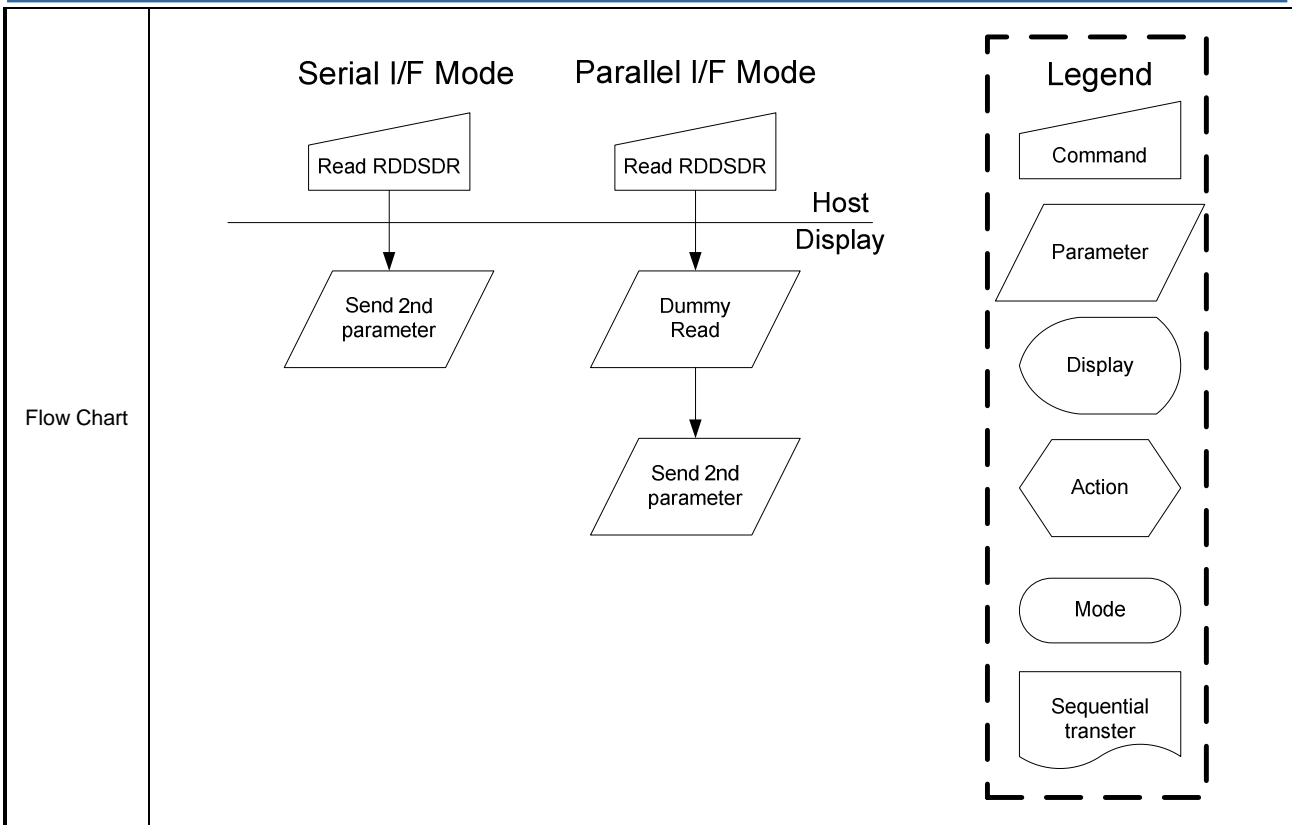 Serial I/F Mode
Parallel I/F Mode
Read RDDSDR
Read RDDSDR
Host
Display
Send 2nd
parameter
Dummy
Read
Send 2nd
parameter
Flow Chart
Legend
Command
Parameter
Display
Action
Mode
Sequential
transter